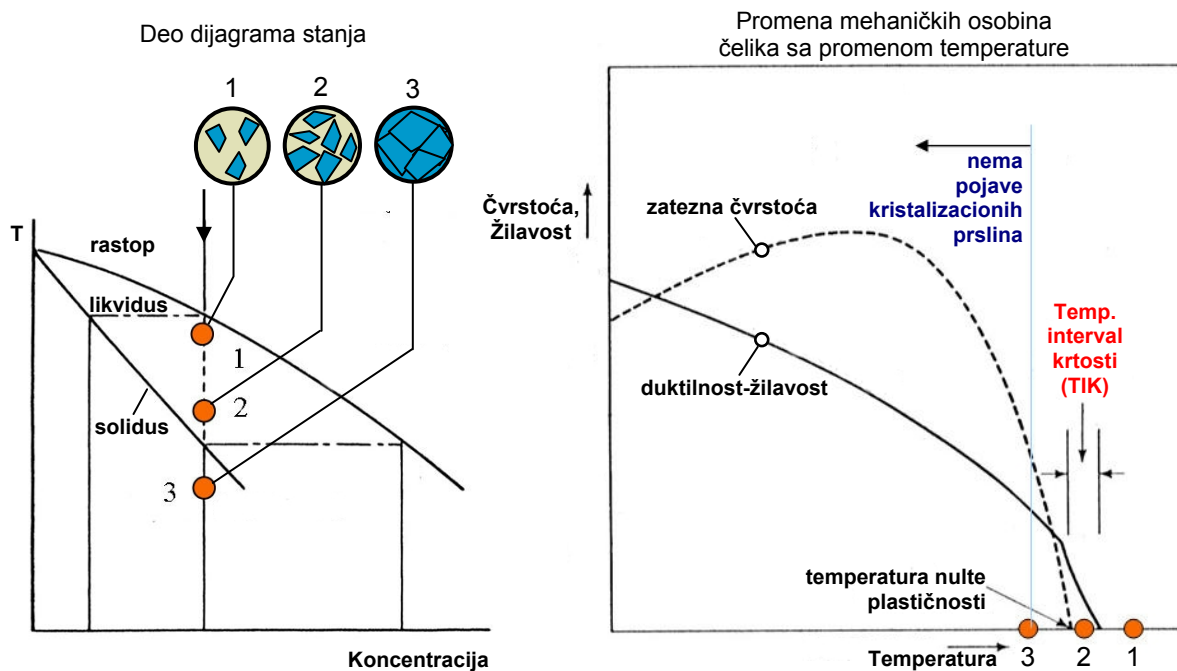 Deo dijagrama stanja
1
2
3
T
rastop
likvidus
solidus
1
2
3
Koncentracija
Promena mehaničkih osobina
čelika sa promenom temperature
Čvrstoća,
Žilavost
zatezna čvrstoća
duktilnost-žilavost
nema
pojave
kristalizacionih
prslina
Temp.
interval
krtosti
(TIK)
temperatura nulte
plastičnosti
Temperatura
3
2
1